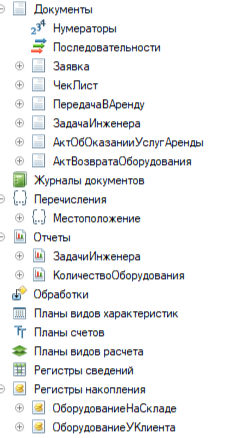 Документы
Нумераторы
Последовательности
Заявка
ЧекЛист
ПередачаВАренду
ЗадачаИнженера
АктОбОказанииУслугАренды
АктВозвратаОборудования
Журналы документов
Перечисления
Местоположение
Отчеты
ЗадачиИнженера
КоличествоОборудования
Обработки
Планы видов характеристик
Планы счетов
Планы видов расчета
Регистры сведений
Регистры накопления
ОборудованиеНаСкладе
ОборудованиеУКлиента